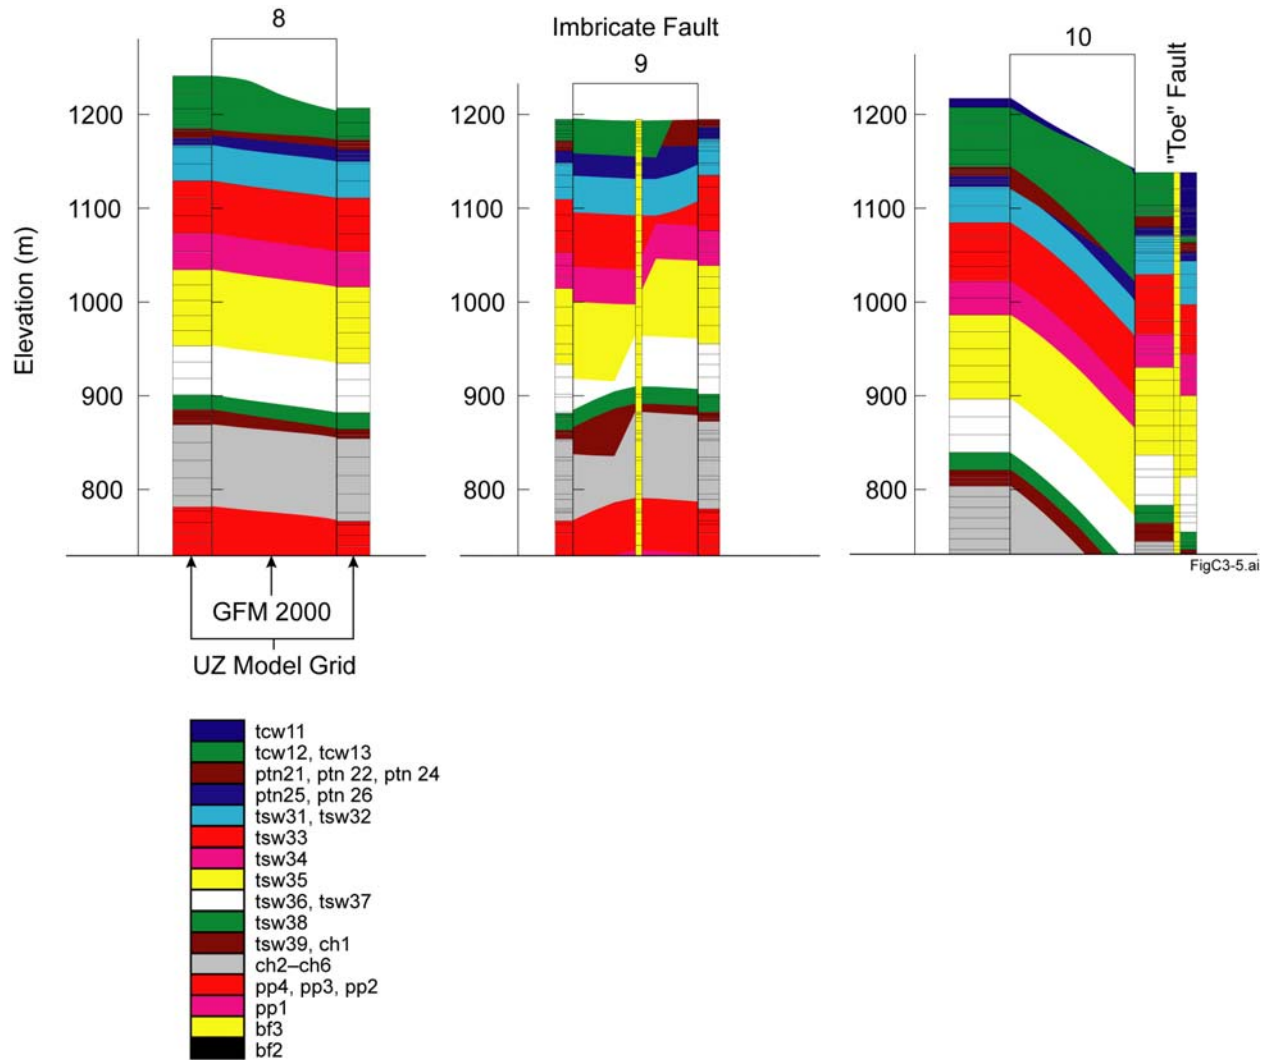 8
Imbricate Fault
9
10
"Toe" Fault
Elevation (m)
1200
1100
1000
900
800
FigC3-5.ai
GFM 2000
UZ Model Grid
tcw11
tcw12, tcw13
ptn21, ptn 22, ptn 24
ptn25, ptn 26
tsw31, tsw32
tsw33
tsw34
tsw35
tsw36, tsw37
tsw38
tsw39, ch1
ch2–ch6
pp4, pp3, pp2
pp1
bf3
bf2
1200
1100
1000
900
800
1200
1100
1000
900
800